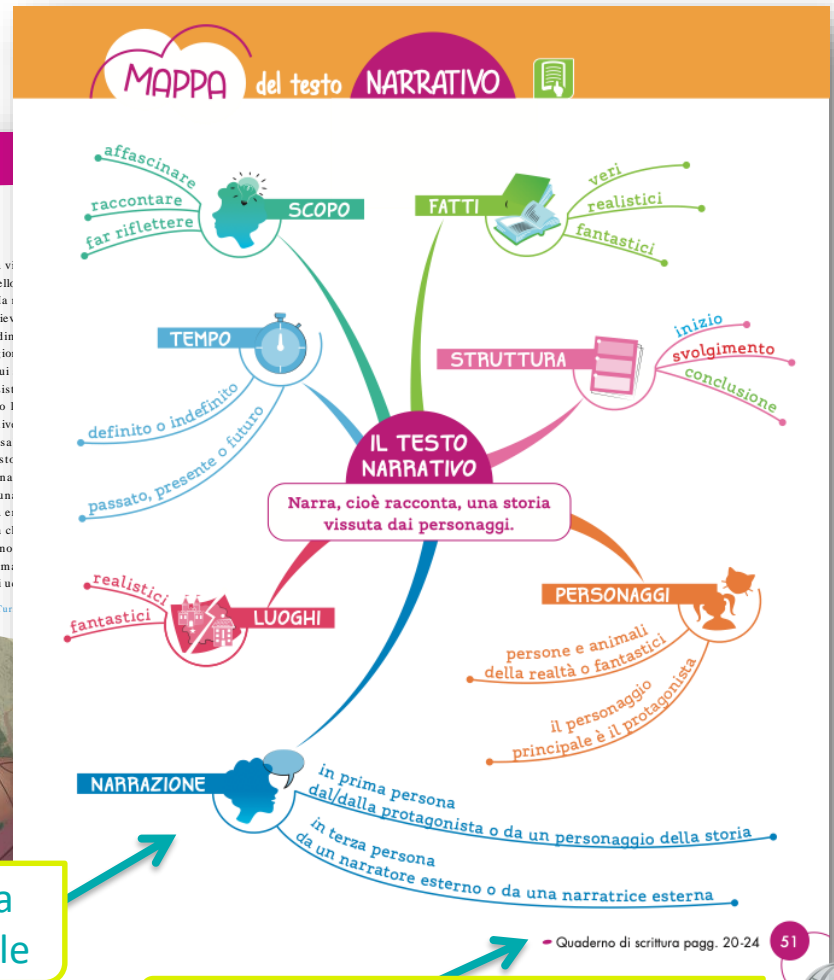 MAPPA del testo NARRATIVO
affascinare
raccontare
far riflettere
SCOPO
FATTI
veri
realistici
fantastici
TEMPO
definito o indefinito
passato, presente o futuro
STRUTTURA
inizio
svolgimento
conclusione
IL TESTO
NARRATIVO
Narra, cioè racconta, una storia
vissuta dai personaggi.
realistici
fantastici
LUOGHI
PERSONAGGI
persone e animali
della realtà o fantastici
il personaggio
principale è il protagonista
NARRAZIONE
in prima persona
dal/dalla protagonista o da un personaggio della storia
in terza persona
da un narratore esterno o da una narratrice esterna
Quaderno di scrittura pagg. 20-24
51